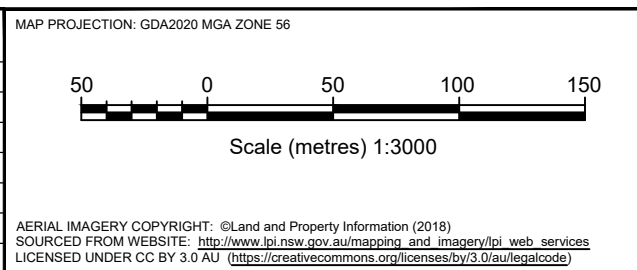 MAP PROJECTION: GDA2020 MGA ZONE 56
50 0 50 100 150
Scale (metres) 1:3000
AERIAL IMAGERY COPYRIGHT: ©Land and Property Information (2018)
SOURCED FROM WEBSITE: http://www.lpi.nsw.gov.au/mapping_and_imagery/lpi_web_services
LICENSED UNDER CC BY 3.0 AU (https://creativecommons.org/licenses/by/3.0/au/legalcode)